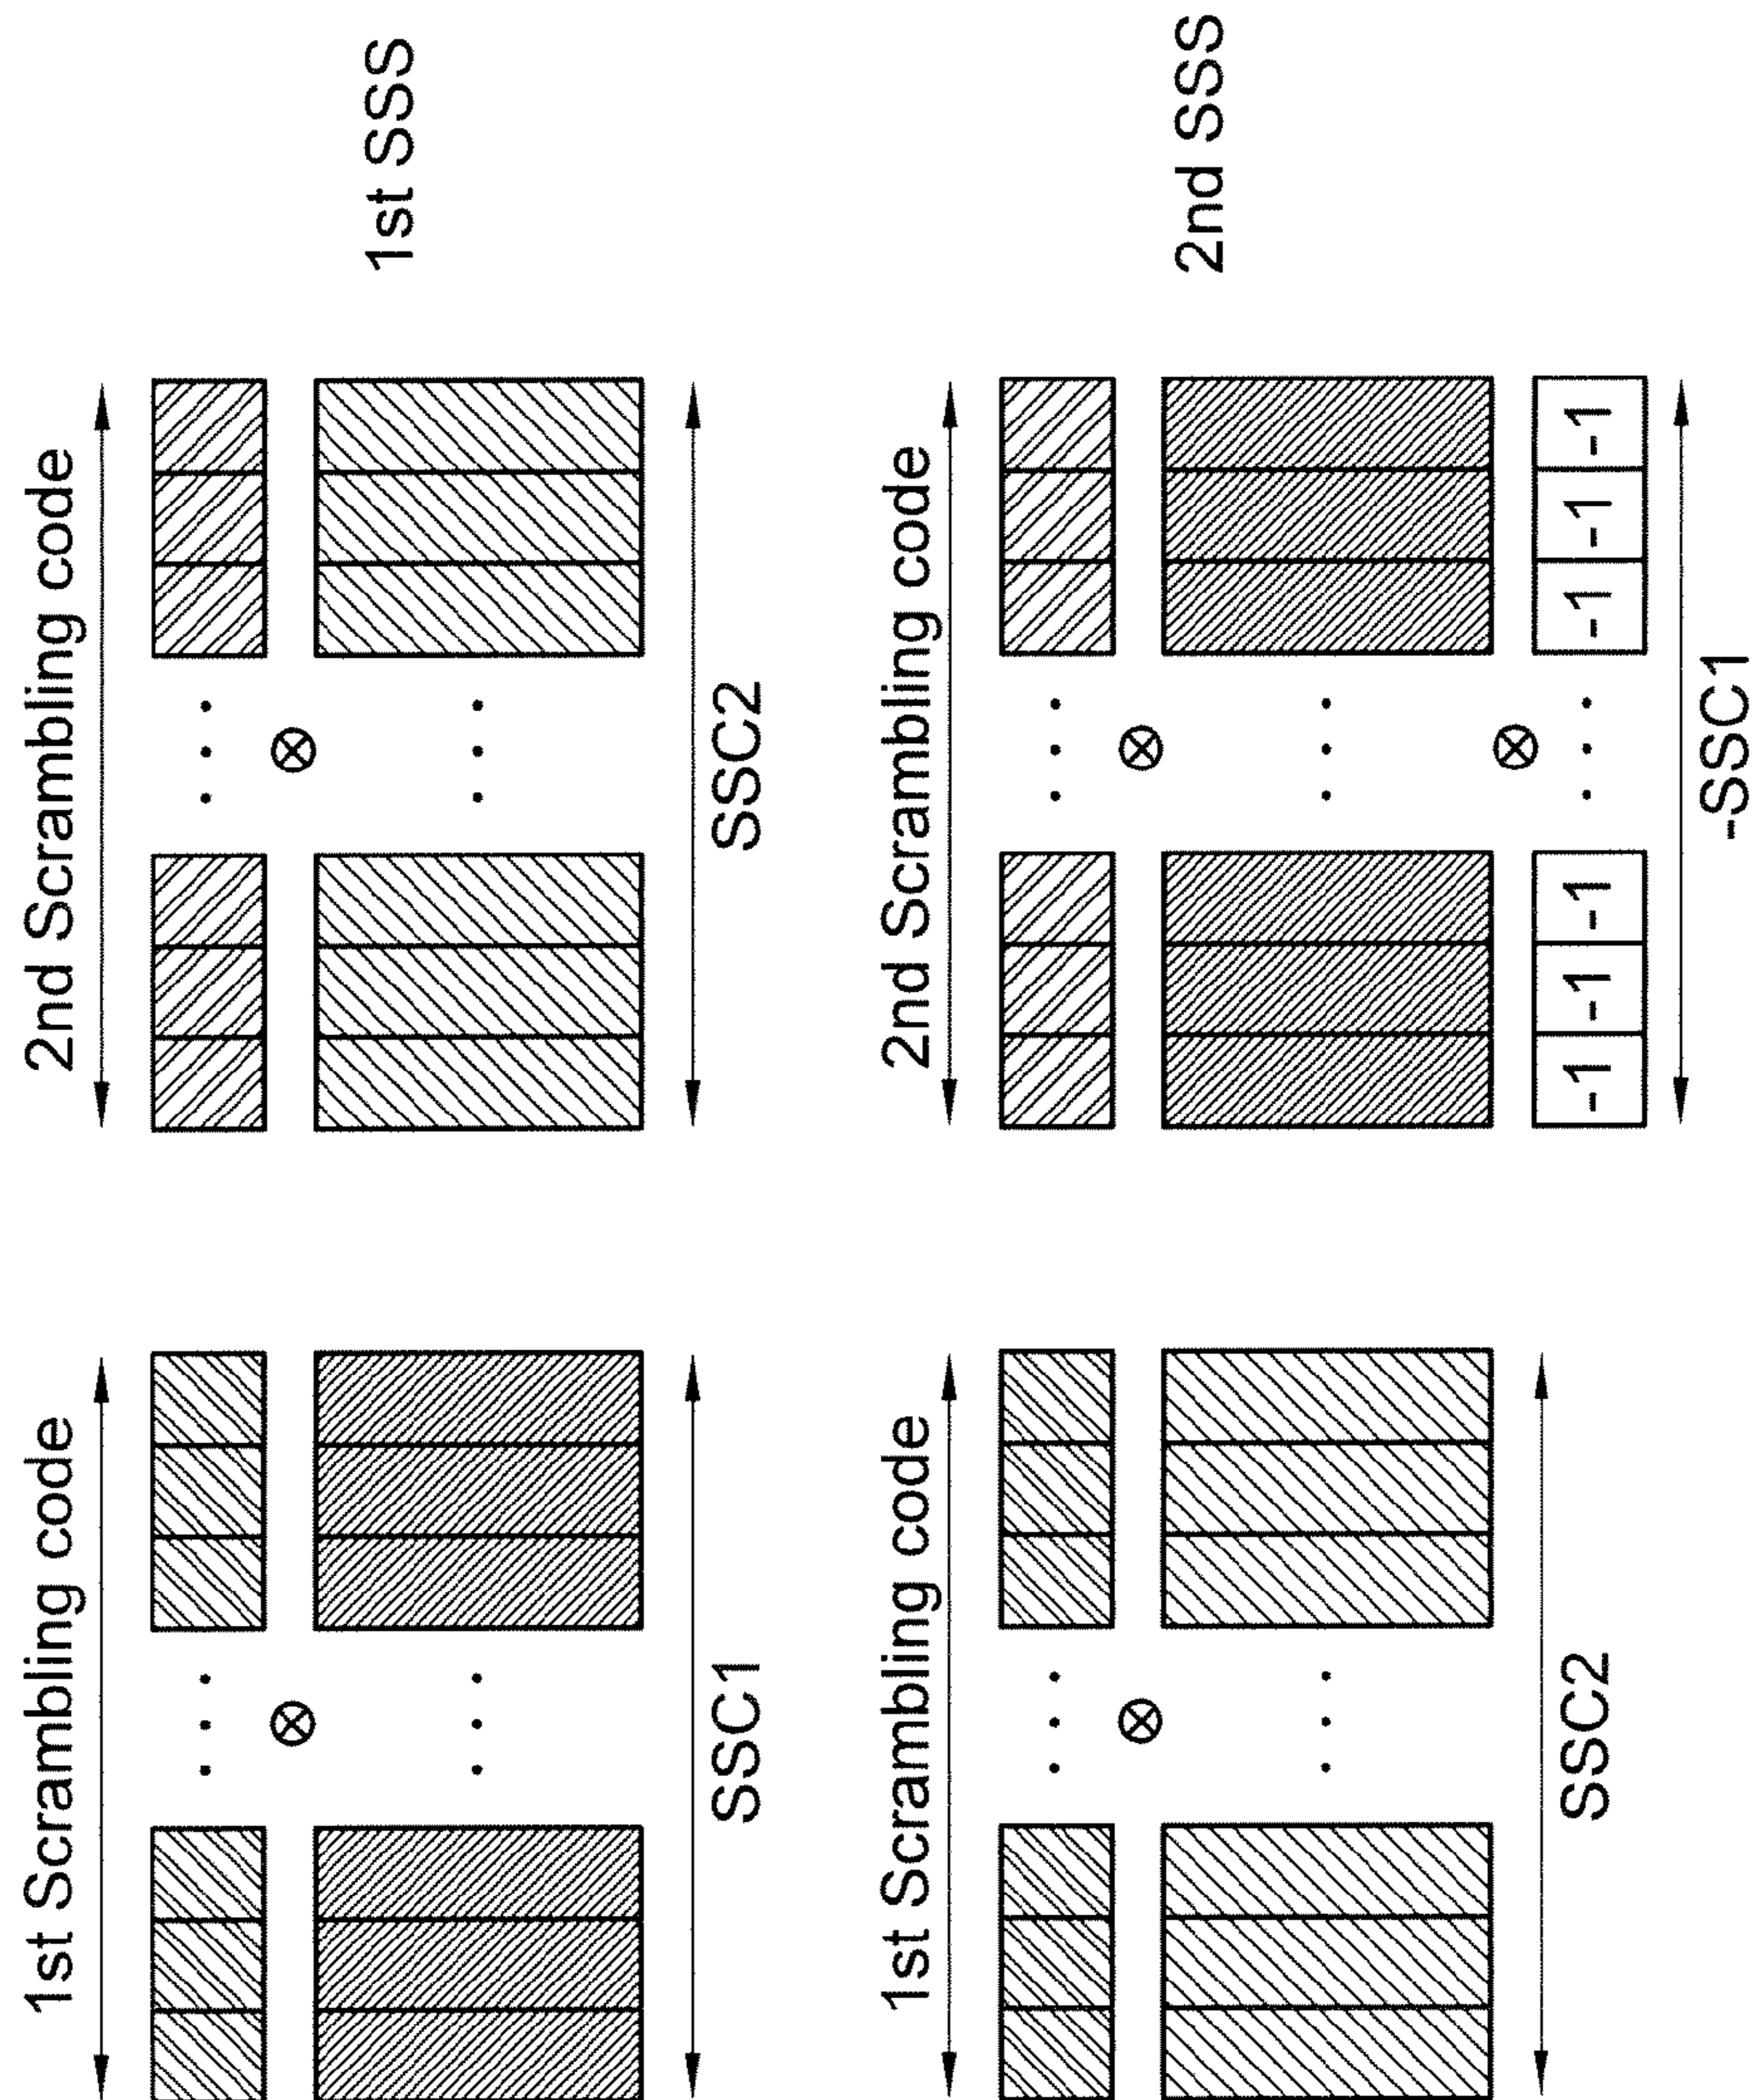 1st Scrambling code
2nd Scrambling code
⊗
⊗
SSC1
SSC2
1st SSS
1st Scrambling code
2nd Scrambling code
⊗
⊗
⊗
-1 -1 -1 -1 -1 -1
SSC2
-SSC1
2nd SSS